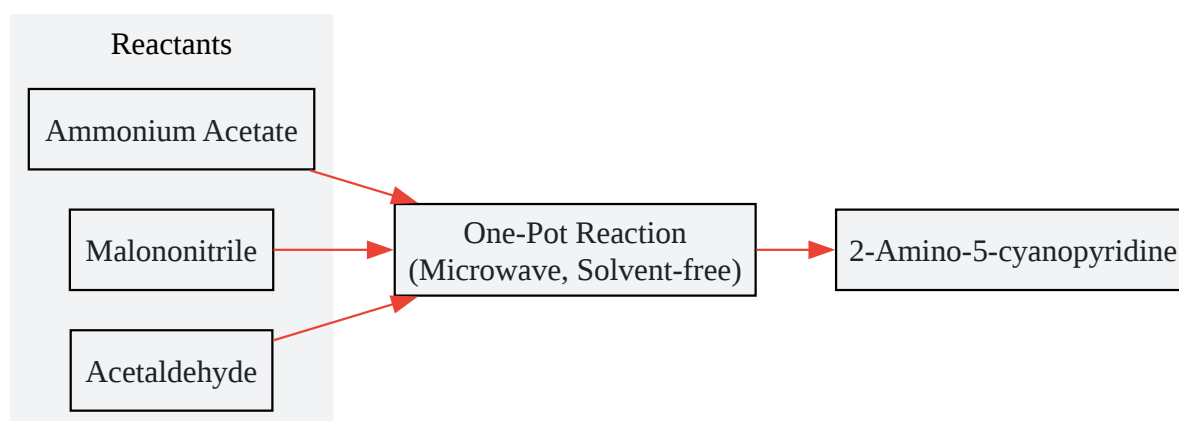 Reactants
Ammonium Acetate
Malononitrile
Acetaldehyde
One-Pot Reaction
(Microwave, Solvent-free)
2-Amino-5-cyanopyridine